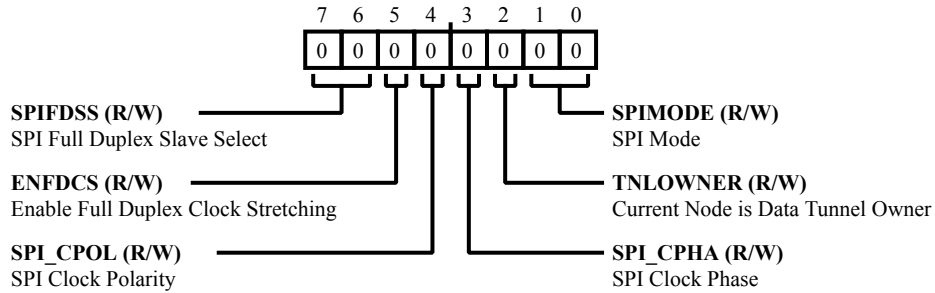 7 6 5 4 3 2 1 0
0 0 0 0 0 0 0 0
SPIFDSS (R/W)
SPI Full Duplex Slave Select
ENFDCS (R/W)
Enable Full Duplex Clock Stretching
SPI_CPOL (R/W)
SPI Clock Polarity
SPIMODE (R/W)
SPI Mode
TNLOWNER (R/W)
Current Node is Data Tunnel Owner
SPI_CPHA (R/W)
SPI Clock Phase